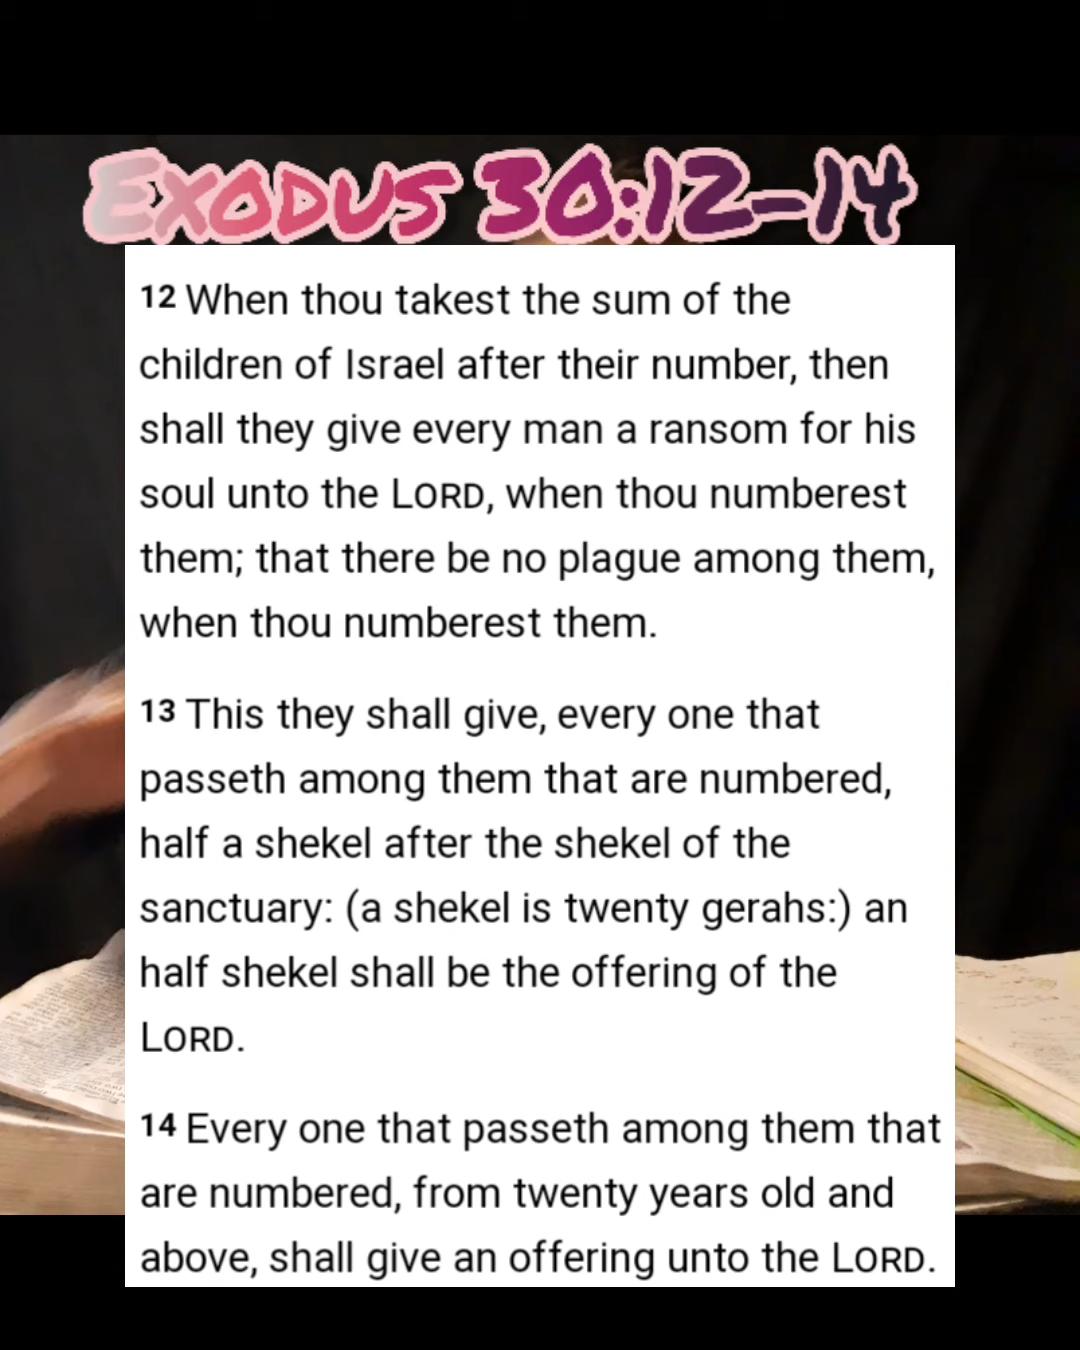 Exodus 30:12-14
12 When thou takest the sum of the
children of Israel after their number, then
shall they give every man a ransom for his
soul unto the LORD, when thou numberest
them; that there be no plague among them,
when thou numberest them.
13 This they shall give, every one that
passeth among them that are numbered,
half a shekel after the shekel of the
sanctuary: (a shekel is twenty gerahs:) an
half shekel shall be the offering of the
LORD.
14 Every one that passeth among them that
are numbered, from twenty years old and
above, shall give an offering unto the LORD.